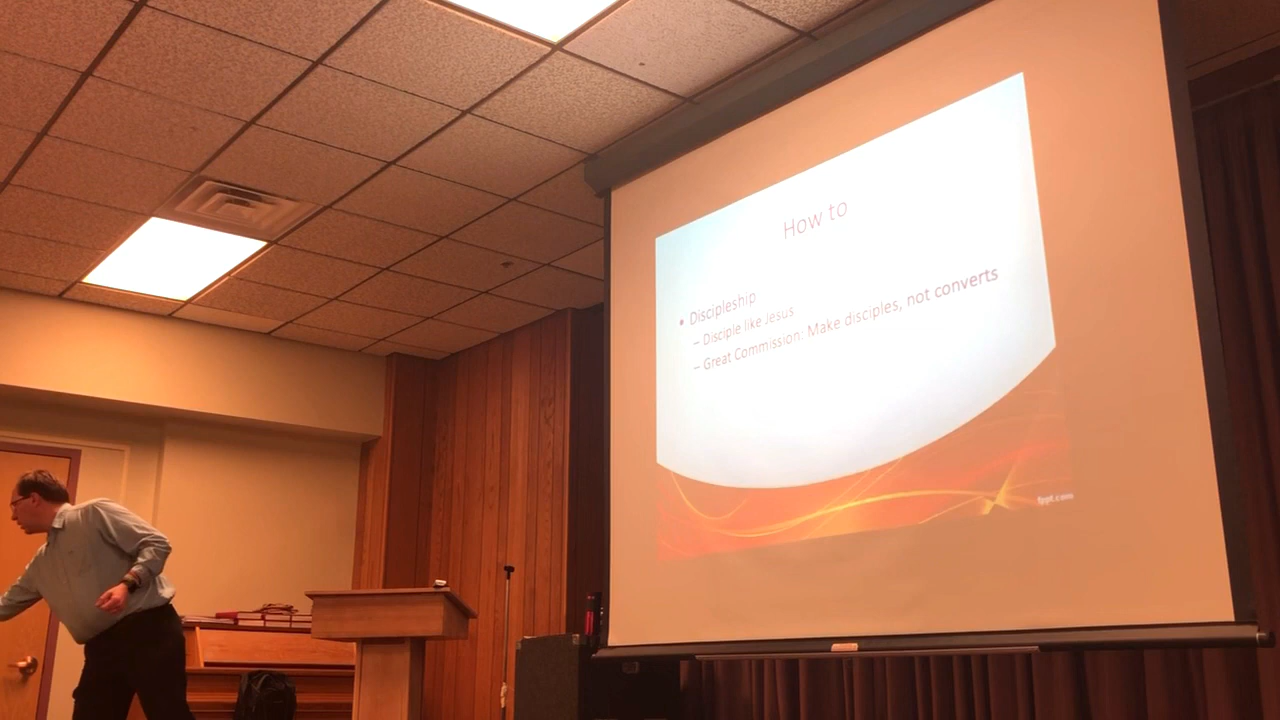 How to
• Discipleship
– Disciple like Jesus
– Great Commission: Make disciples, not converts
fppt.com